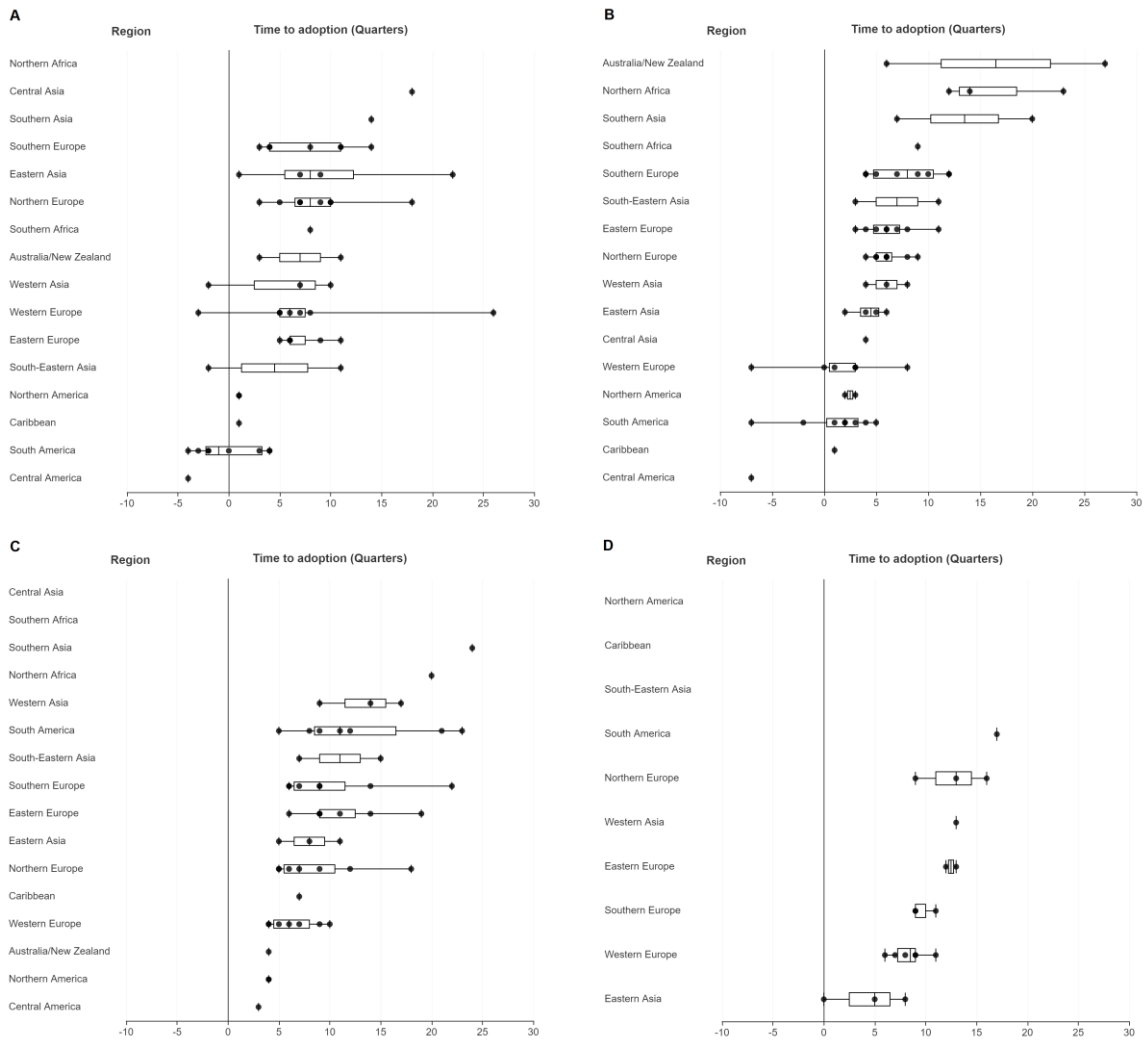 A
Region Time to adoption (Quarters)
Northern Africa
Central Asia
Southern Asia
Southern Europe
Eastern Asia
Northern Europe
Southern Africa
Australia/New Zealand
Western Asia
Western Europe
Eastern Europe
South-Eastern Asia
Northern America
Caribbean
South America
Central America
-10 -5 0 5 10 15 20 25 30
B
Region Time to adoption (Quarters)
Australia/New Zealand
Northern Africa
Southern Asia
Southern Africa
Southern Europe
South-Eastern Asia
Eastern Europe
Northern Europe
Western Asia
Eastern Asia
Central Asia
Western Europe
Northern America
South America
Caribbean
Central America
-10 -5 0 5 10 15 20 25 30
C
Region Time to adoption (Quarters)
Central Asia
Southern Africa
Southern Asia
Northern Africa
Western Asia
South America
South-Eastern Asia
Southern Europe
Eastern Europe
Eastern Asia
Northern Europe
Caribbean
Western Europe
Australia/New Zealand
Northern America
Central America
-10 -5 0 5 10 15 20 25 30
D
Region Time to adoption (Quarters)
Northern America
Caribbean
South-Eastern Asia
South America
Northern Europe
Western Asia
Eastern Europe
Southern Europe
Western Europe
Eastern Asia
-10 -5 0 5 10 15 20 25 30